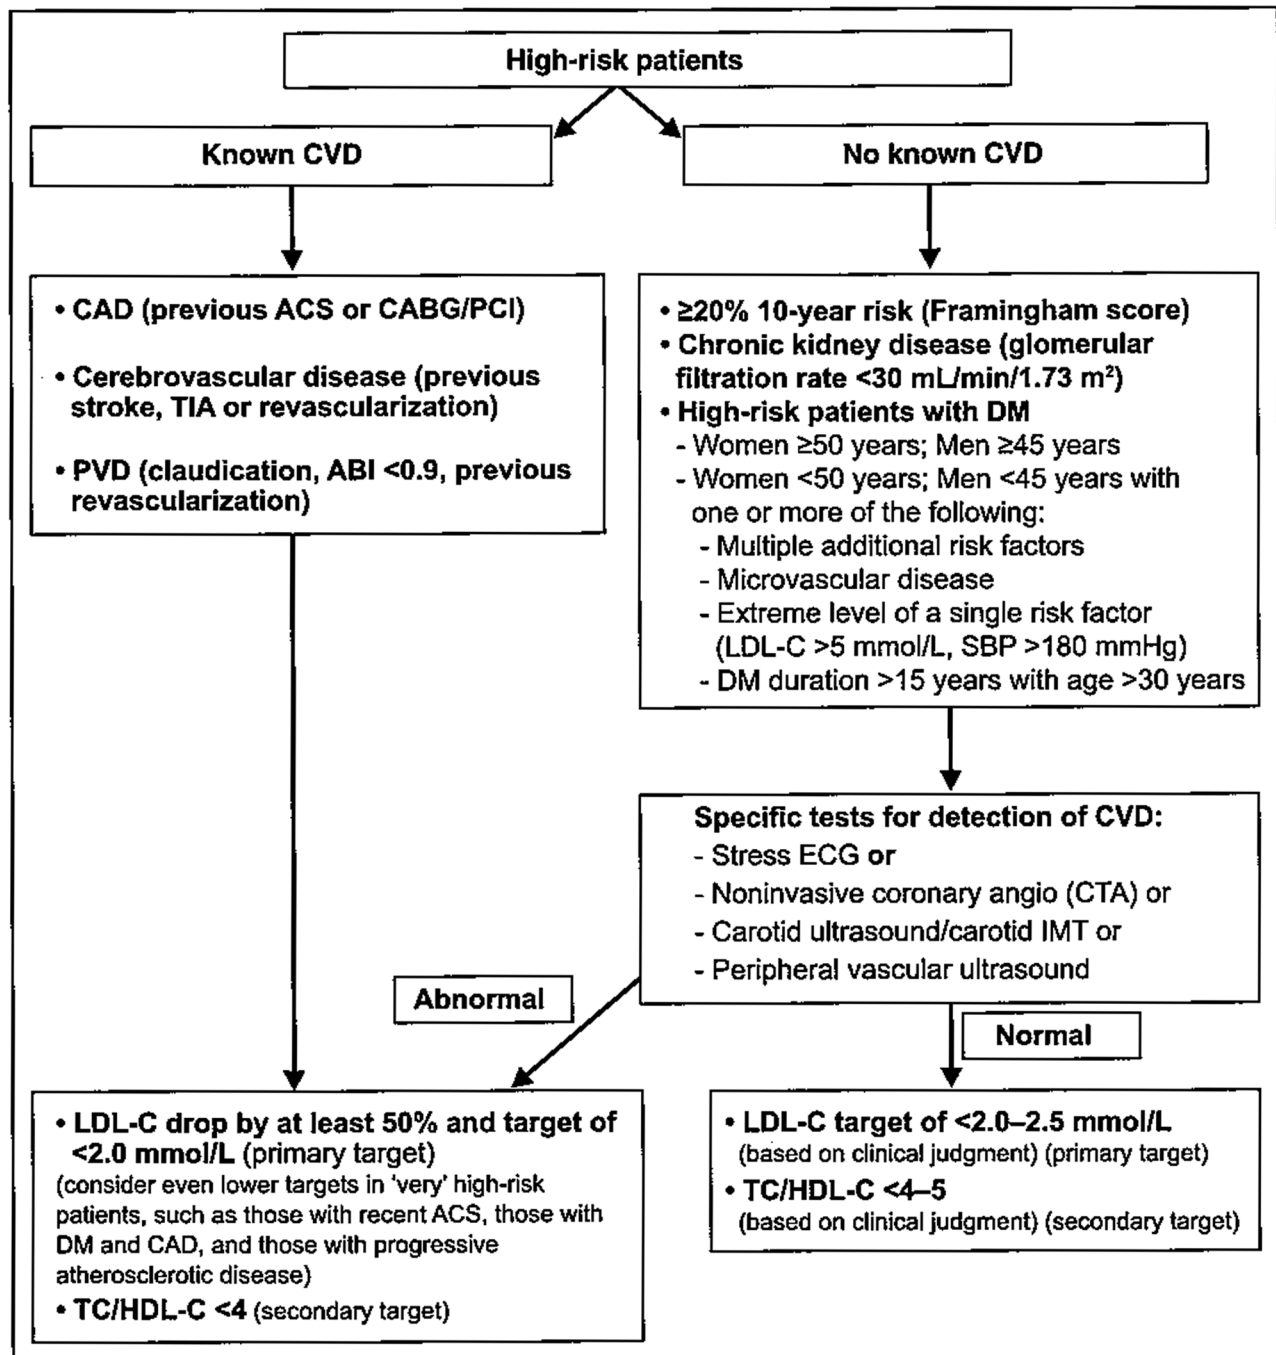 High-risk patients
Known CVD
No known CVD
• CAD (previous ACS or CABG/PCI)
• Cerebrovascular disease (previous
stroke, TIA or revascularization)
• PVD (claudication, ABI <0.9, previous
revascularization)
• ≥20% 10-year risk (Framingham score)
• Chronic kidney disease (glomerular
filtration rate <30 mL/min/1.73 m²)
• High-risk patients with DM
- Women ≥50 years; Men ≥45 years
- Women <50 years; Men <45 years with
one or more of the following:
- Multiple additional risk factors
- Microvascular disease
- Extreme level of a single risk factor
(LDL-C >5 mmol/L, SBP >180 mmHg)
- DM duration >15 years with age >30 years
Specific tests for detection of CVD:
- Stress ECG or
- Noninvasive coronary angio (CTA) or
- Carotid ultrasound/carotid IMT or
- Peripheral vascular ultrasound
Abnormal
Normal
• LDL-C drop by at least 50% and target of
<2.0 mmol/L (primary target)
(consider even lower targets in 'very' high-risk
patients, such as those with recent ACS, those with
DM and CAD, and those with progressive
atherosclerotic disease)
• TC/HDL-C <4 (secondary target)
• LDL-C target of <2.0–2.5 mmol/L
(based on clinical judgment) (primary target)
• TC/HDL-C <4–5
(based on clinical judgment) (secondary target)